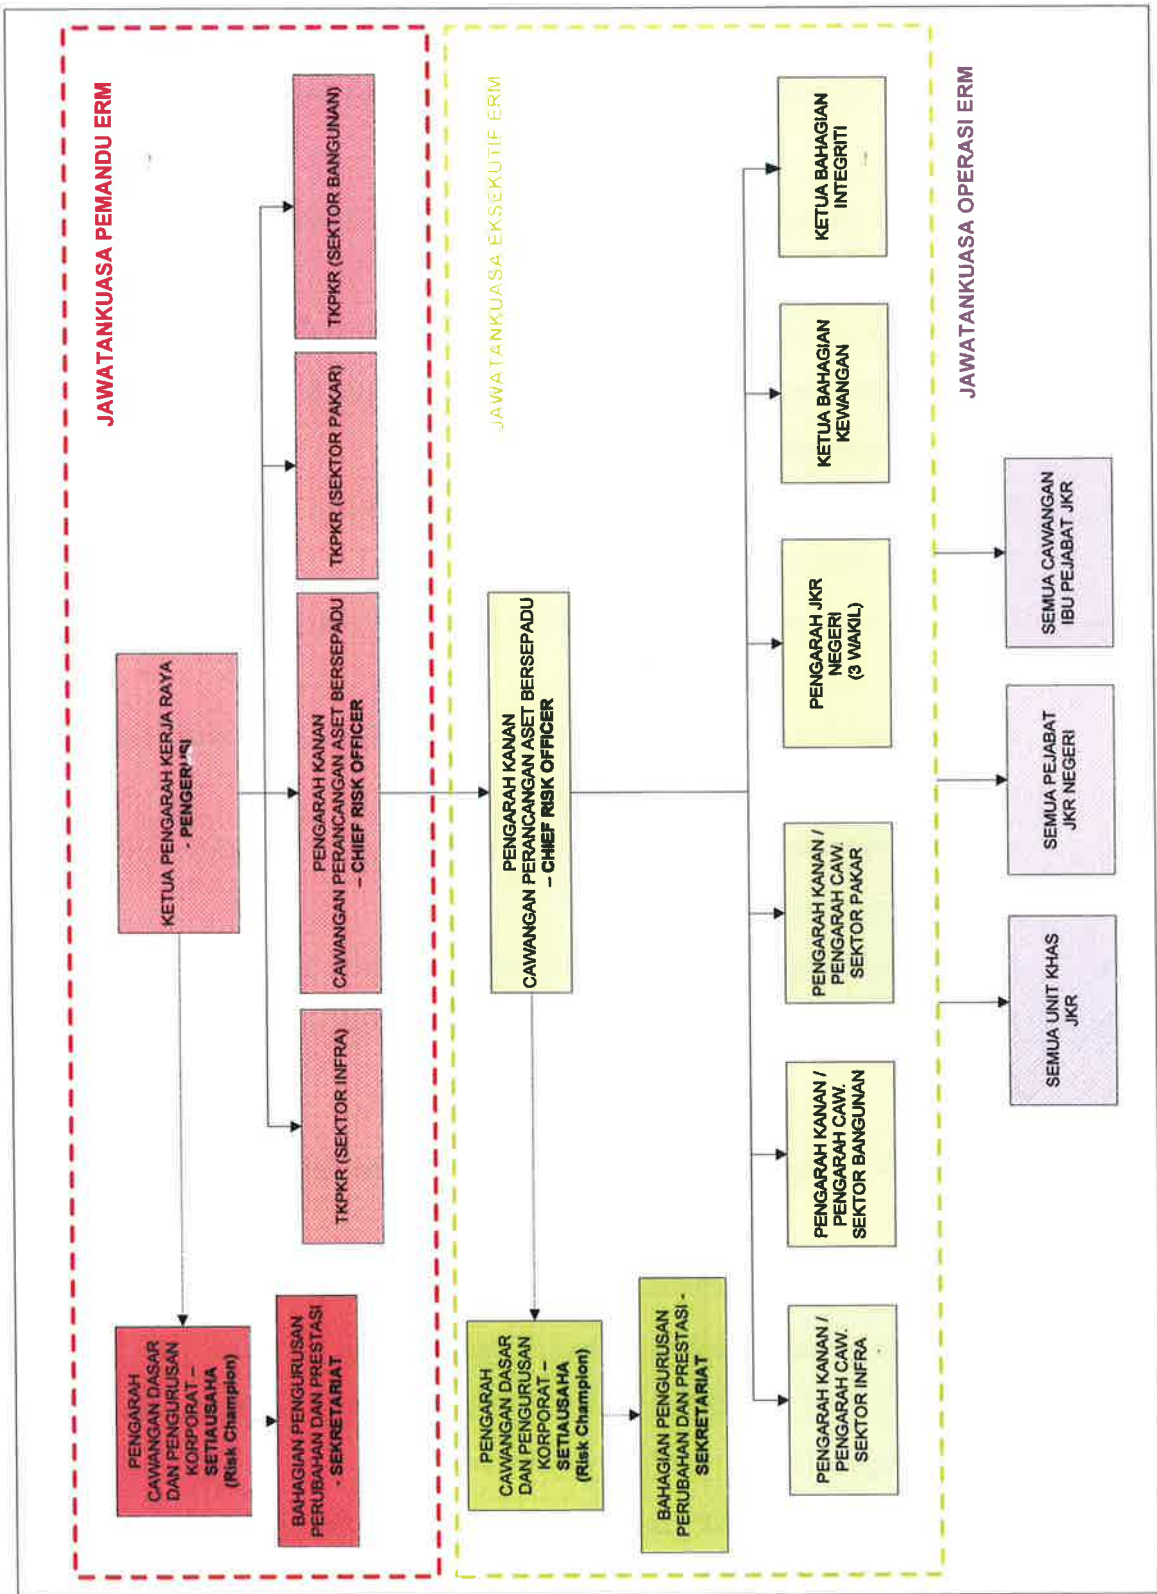 JAWATANKUASA PEMANDU ERM
KETUA PENGARAH KERJA RAYA
- PENGERUSI
PENGARAH
CAWANGAN DASAR
DAN PENGURUSAN
KORPORAT –
SETIAUSAHA
(Risk Champion)
BAHAGIAN PENGURUSAN
PERUBAHAN DAN PRESTASI
- SEKRETARIAT
TKPKR (SEKTOR INFRA)
PENGARAH KANAN
CAWANGAN PERANCANGAN ASET BERSEPADU
– CHIEF RISK OFFICER
TKPKR (SEKTOR PAKAR)
TKPKR (SEKTOR BANGUNAN)
JAWATANKUASA EKSEKUTIF ERM
PENGARAH KANAN
CAWANGAN PERANCANGAN ASET BERSEPADU
– CHIEF RISK OFFICER
PENGARAH
CAWANGAN DASAR
DAN PENGURUSAN
KORPORAT –
SETIAUSAHA
(Risk Champion)
BAHAGIAN PENGURUSAN
PERUBAHAN DAN PRESTASI -
SEKRETARIAT
PENGARAH KANAN /
PENGARAH CAW.
SEKTOR INFRA
PENGARAH KANAN /
PENGARAH CAW.
SEKTOR BANGUNAN
PENGARAH KANAN /
PENGARAH CAW.
SEKTOR PAKAR
PENGARAH JKR
NEGERI
(3 WAKIL)
KETUA BAHAGIAN
KEWANGAN
KETUA BAHAGIAN
INTEGRITI
JAWATANKUASA OPERASI ERM
SEMUA UNIT KHAS
JKR
SEMUA PEJABAT
JKR NEGERI
SEMUA CAWANGAN
IBU PEJABAT JKR